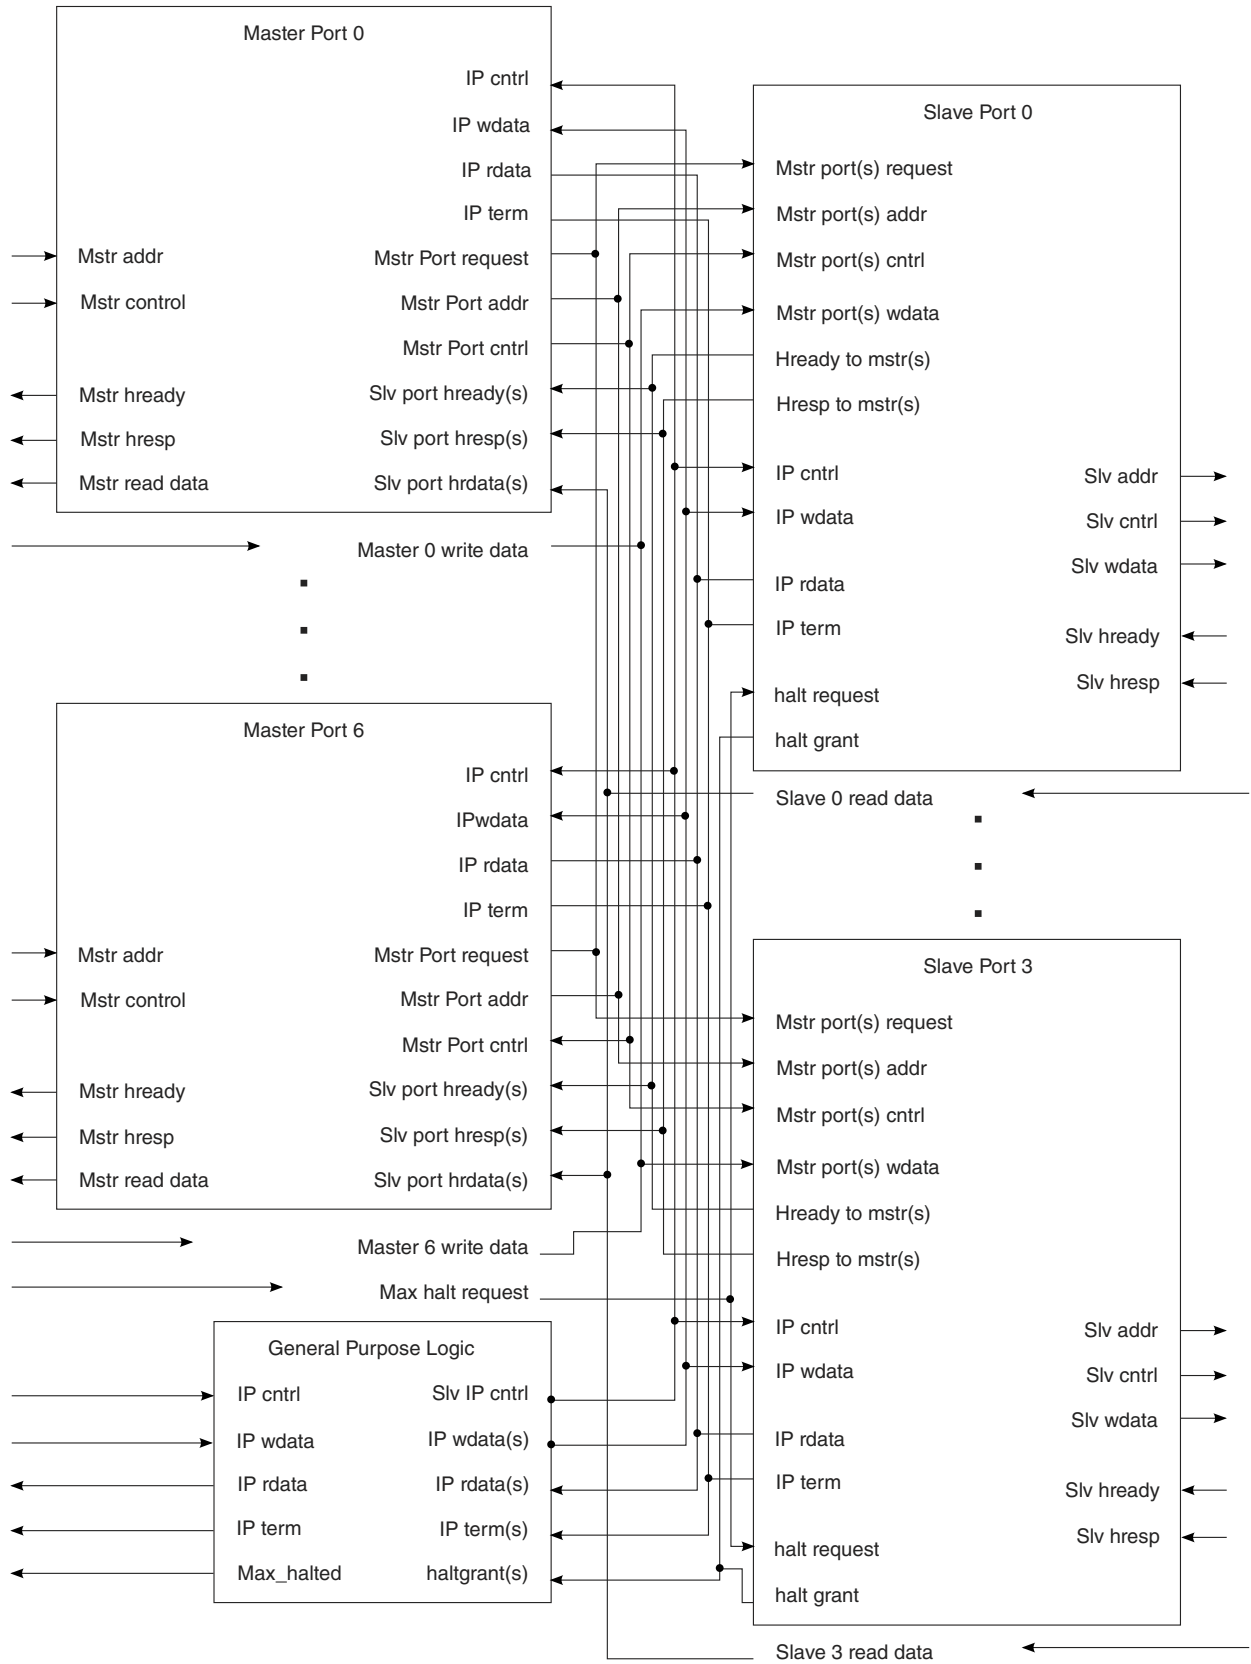 Master Port 0
IP cntrl
IP wdata
IP rdata
IP term
Mstr addr
Mstr Port request
Mstr control
Mstr Port addr
Mstr Port cntrl
Mstr hready
Slv port hready(s)
Mstr hresp
Slv port hresp(s)
Mstr read data
Slv port hrdata(s)
Master 0 write data
Master Port 6
IP cntrl
IPwdata
IP rdata
IP term
Mstr addr
Mstr Port request
Mstr control
Mstr Port addr
Mstr Port cntrl
Mstr hready
Slv port hready(s)
Mstr hresp
Slv port hresp(s)
Mstr read data
Slv port hrdata(s)
Master 6 write data
Max halt request
General Purpose Logic
IP cntrl
Slv IP cntrl
IP wdata
IP wdata(s)
IP rdata
IP rdata(s)
IP term
IP term(s)
Max_halted
haltgrant(s)
Slave Port 0
Mstr port(s) request
Mstr port(s) addr
Mstr port(s) cntrl
Mstr port(s) wdata
Hready to mstr(s)
Hresp to mstr(s)
IP cntrl
Slv addr
IP wdata
Slv cntrl
Slv wdata
IP rdata
IP term
Slv hready
Slv hresp
halt request
halt grant
Slave 0 read data
Slave Port 3
Mstr port(s) request
Mstr port(s) addr
Mstr port(s) cntrl
Mstr port(s) wdata
Hready to mstr(s)
Hresp to mstr(s)
IP cntrl
Slv addr
IP wdata
Slv cntrl
Slv wdata
IP rdata
IP term
Slv hready
Slv hresp
halt request
halt grant
Slave 3 read data